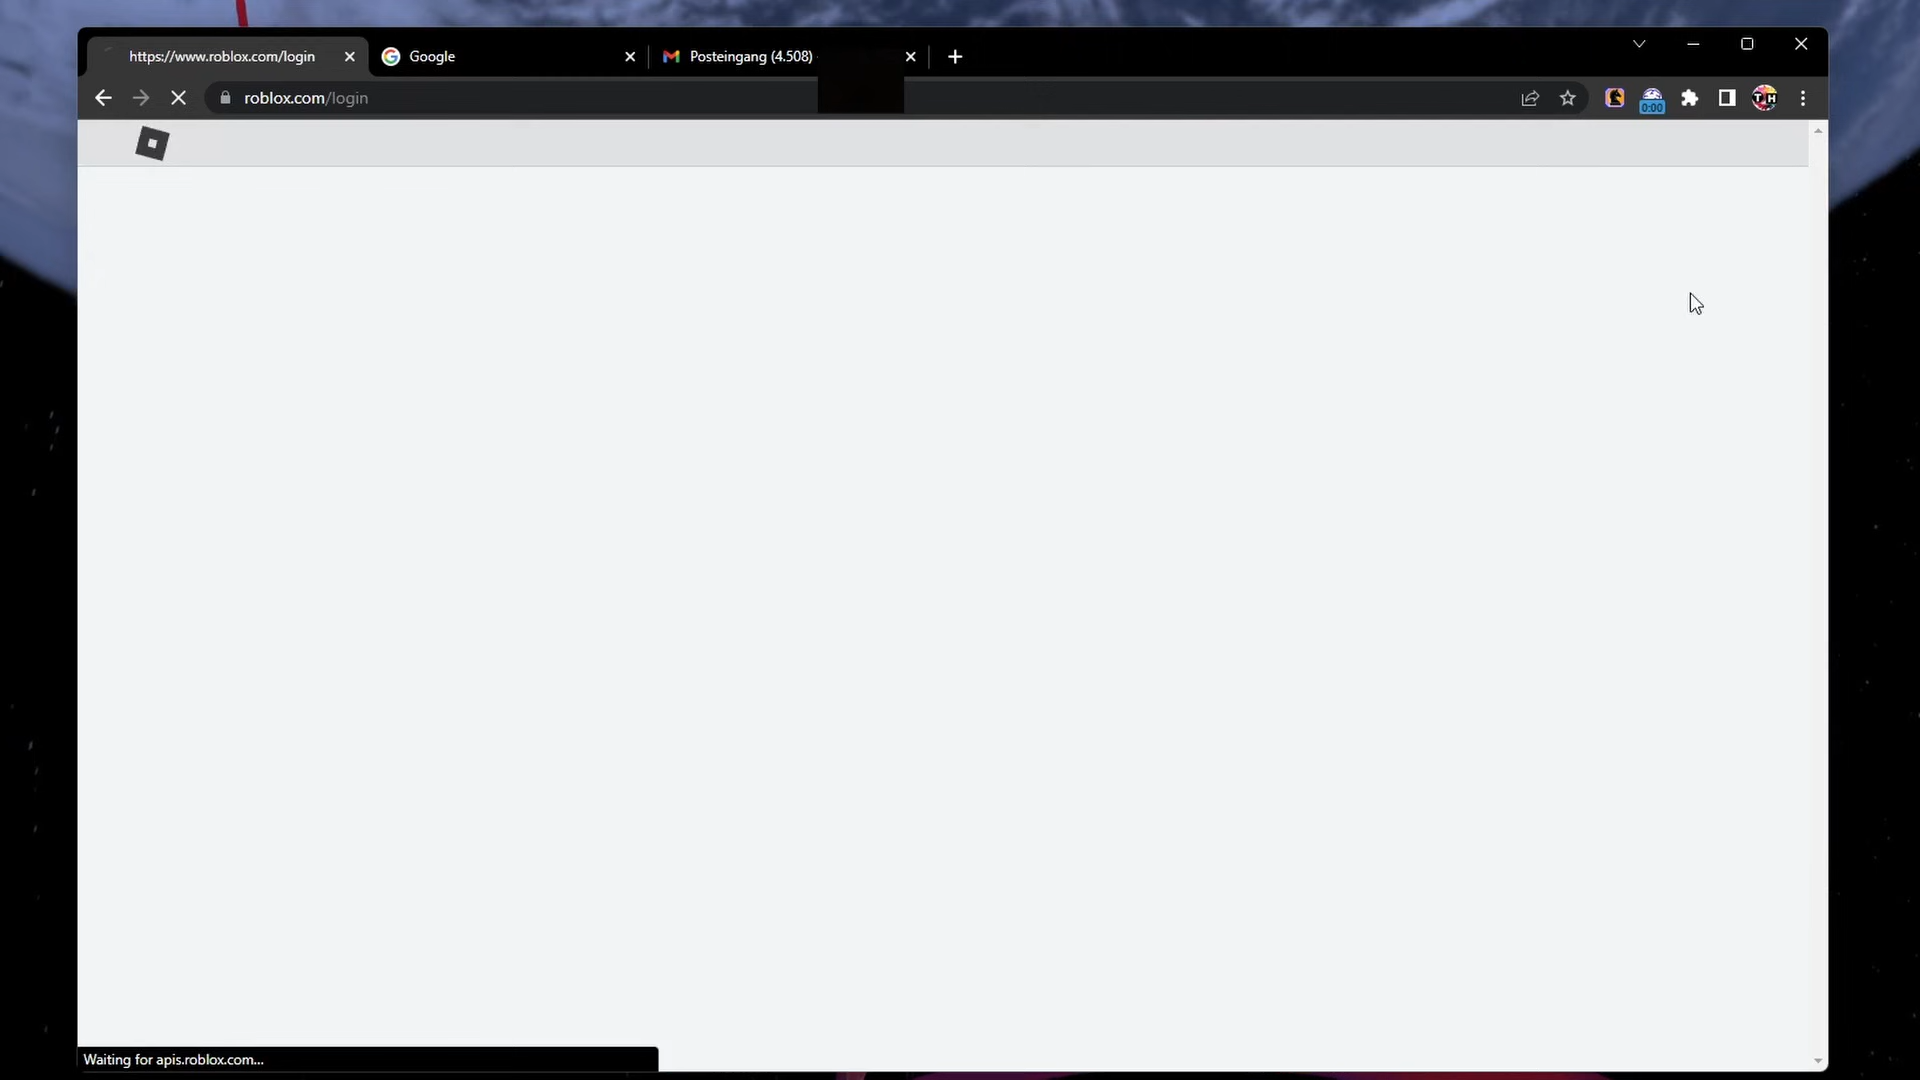 https://www.roblox.com/login
Google
Posteingang (4.508)
roblox.com/login
0:00
TH
Waiting for apis.roblox.com...